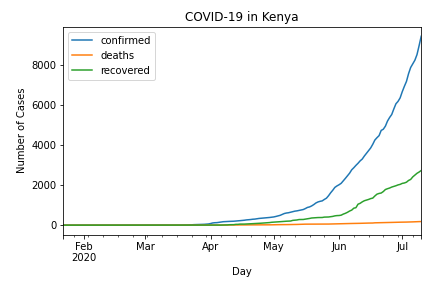 COVID-19 in Kenya
confirmed
deaths
recovered
Number of Cases
8000
6000
4000
2000
0
Feb Mar Apr May Jun Jul
2020
Day